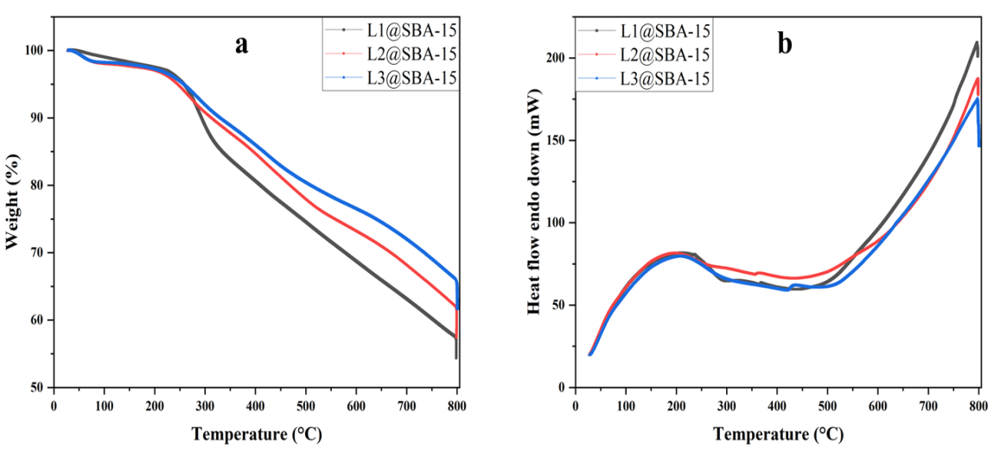 a
L1@SBA-15
L2@SBA-15
L3@SBA-15
100
90
80
70
60
50
Weight (%)
0 100 200 300 400 500 600 700 800
Temperature (°C)
b
L1@SBA-15
L2@SBA-15
L3@SBA-15
200
150
100
50
0
Heat flow endo down (mW)
0 100 200 300 400 500 600 700 800
Temperature (°C)